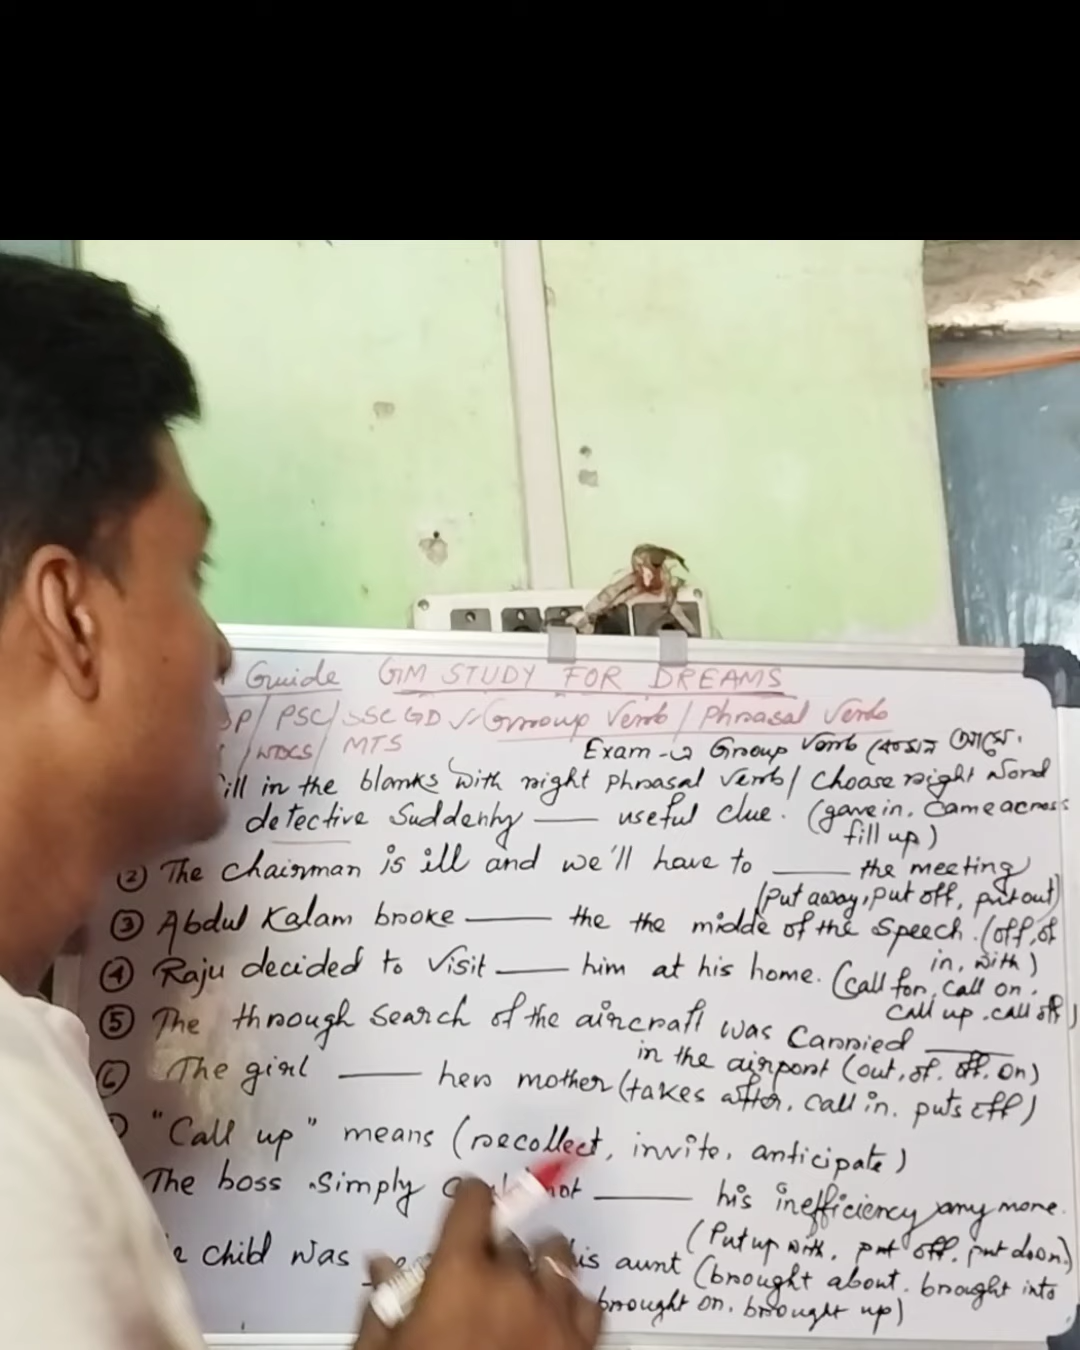 Guide GM STUDY FOR DREAMS
PSC/SSC GD Group Verb / Phrasal Verb
/ MTS
Exam-এ Group Verb কেমন আসে.
ill in the blanks with right Phrasal Verb/ Choose right Word
detective Suddenly ___ useful clue. (gave in, came across
fill up)
② The Chairman is ill and we'll have to ___ the meeting
(Put away, put off, put out)
③ Abdul Kalam broke ___ the the midde of the Speech. (off, of
in, with)
④ Raju decided to visit ___ him at his home. (call for, call on.
call up. call off)
⑤ The through Search of the aircraft was Carried ___
in the airport (out, of. off. on)
⑥ The girl ___ her mother (takes after. call in. puts off)
"Call up" means (recollect, invite, anticipate)
The boss simply not ___ his inefficiency any more.
(Put up with. put off. put down.)
child was his aunt (brought about. brought into
brought on. brought up)